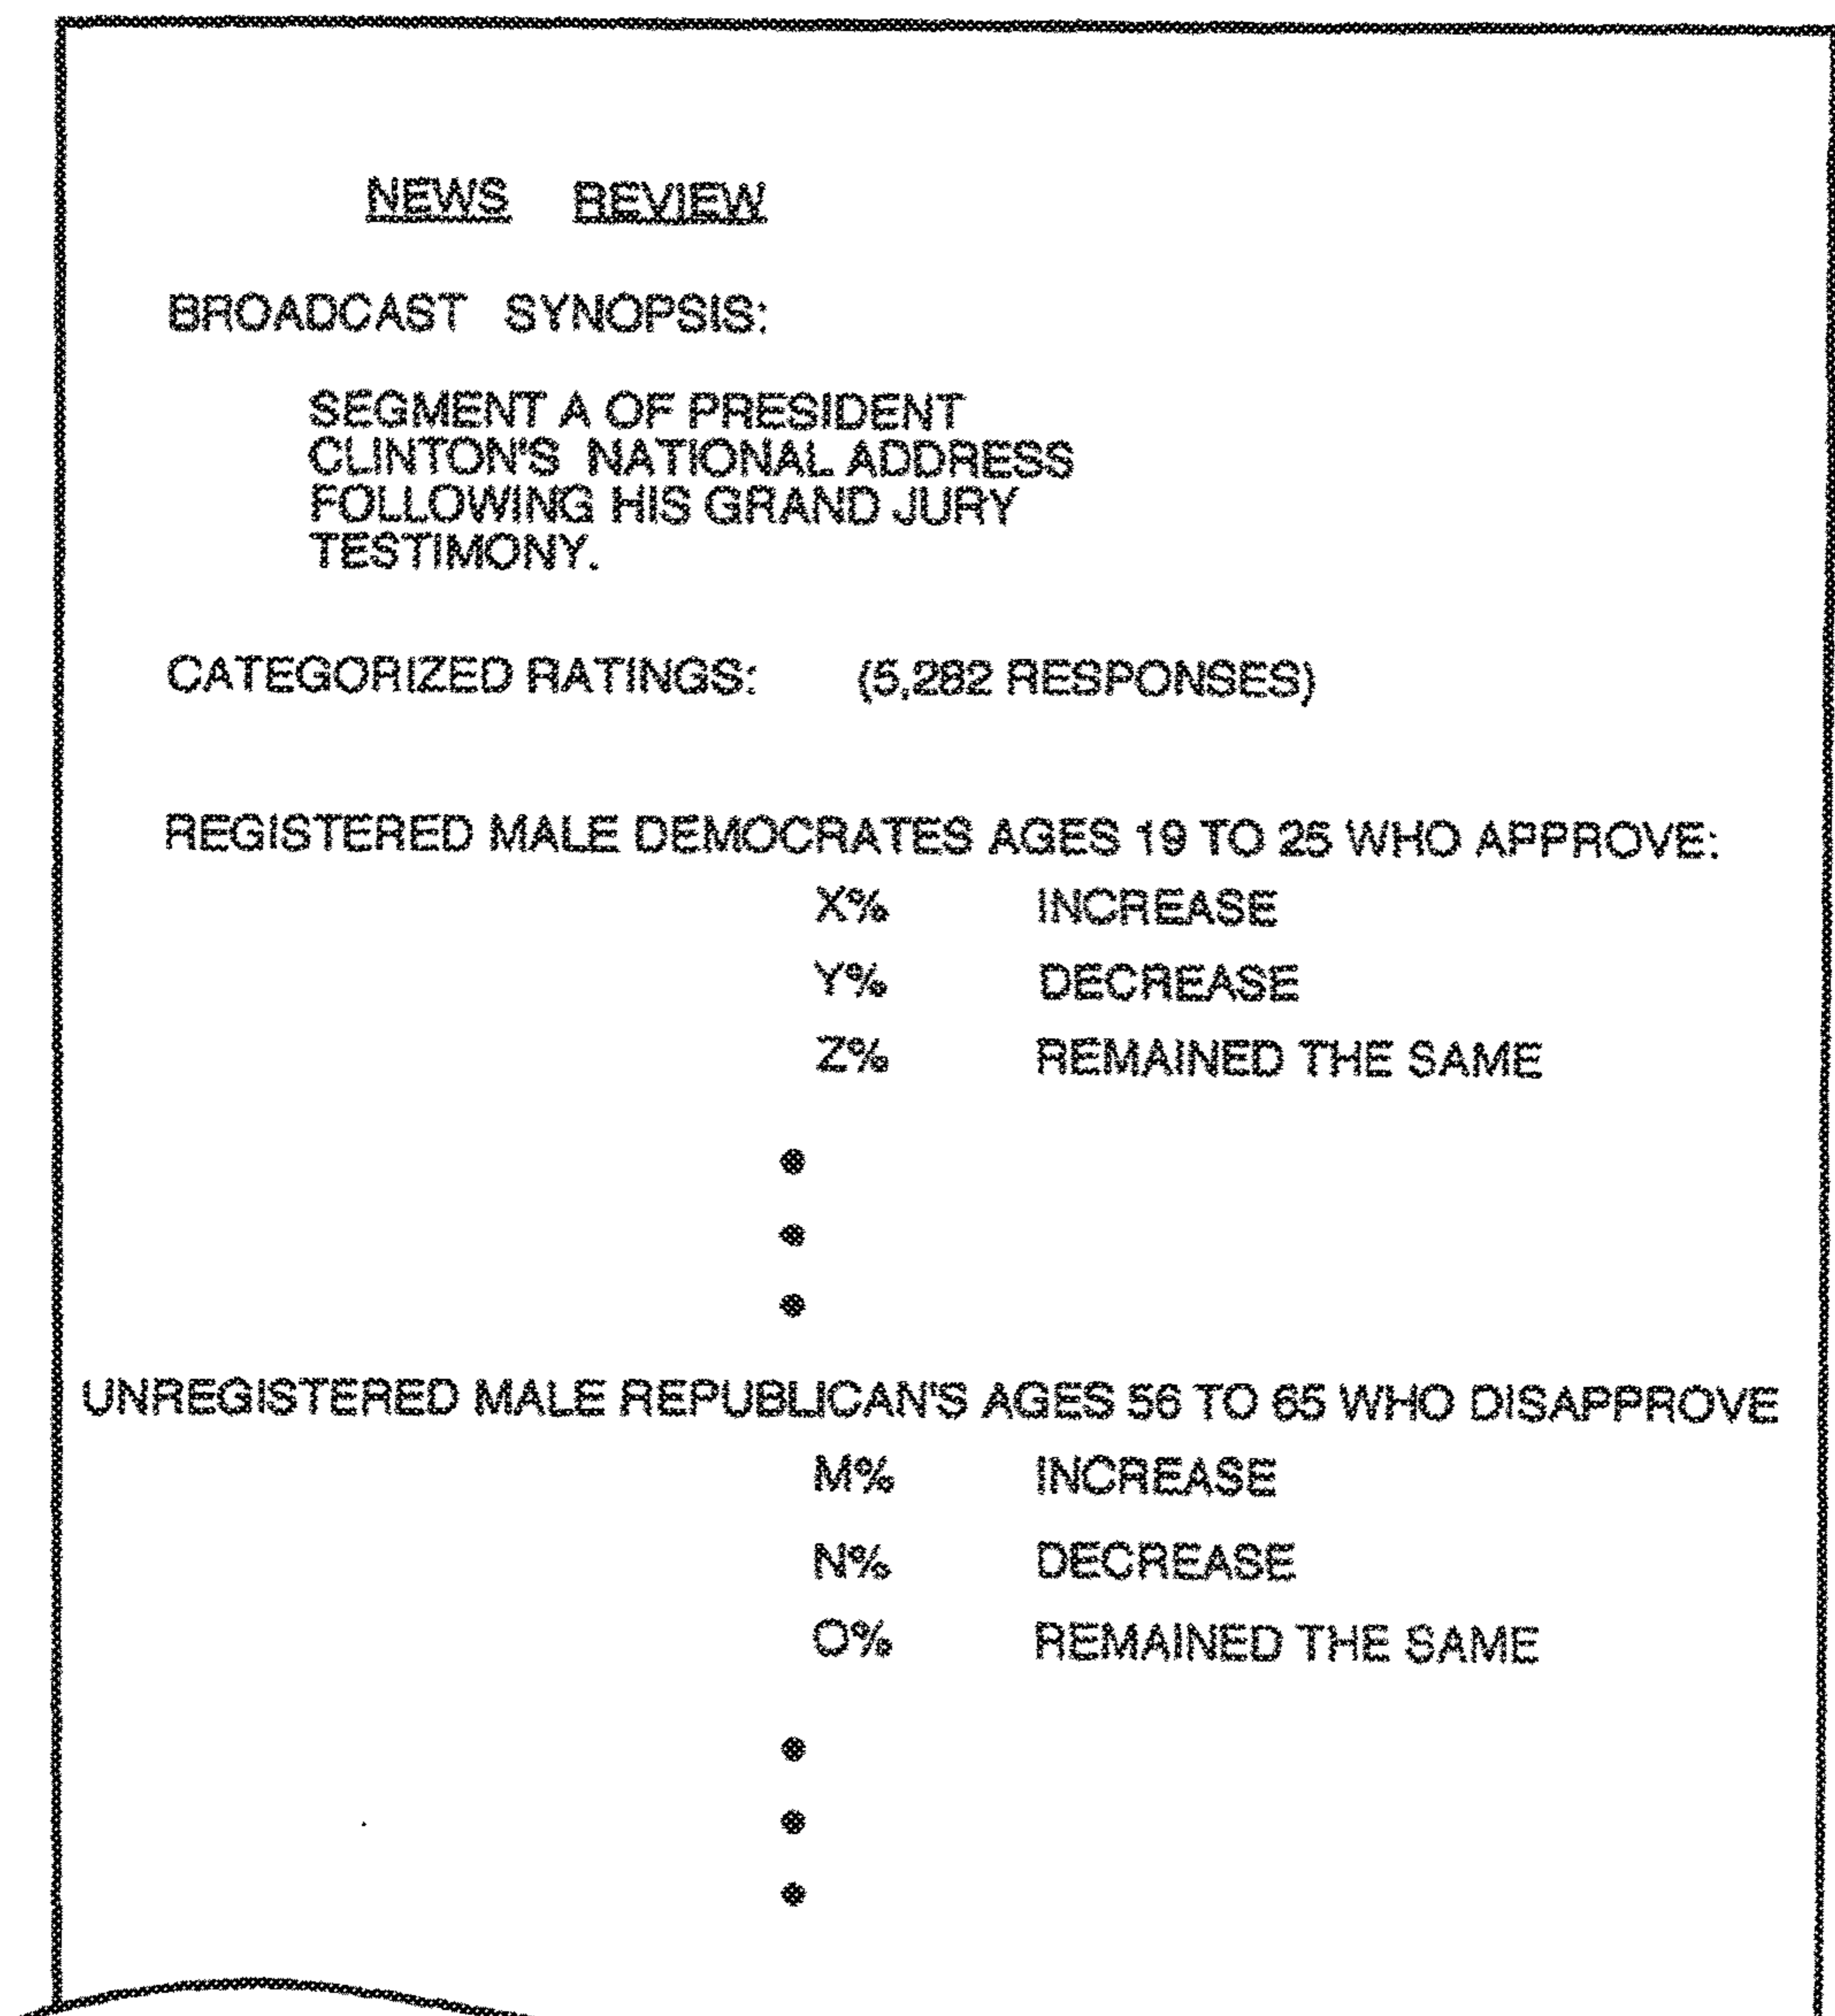 NEWS REVIEW
BROADCAST SYNOPSIS:
SEGMENT A OF PRESIDENT
CLINTON'S NATIONAL ADDRESS
FOLLOWING HIS GRAND JURY
TESTIMONY.
CATEGORIZED RATINGS: (5,282 RESPONSES)
REGISTERED MALE DEMOCRATES AGES 19 TO 25 WHO APPROVE:
X% INCREASE
Y% DECREASE
Z% REMAINED THE SAME
UNREGISTERED MALE REPUBLICAN'S AGES 56 TO 65 WHO DISAPPROVE
M% INCREASE
N% DECREASE
O% REMAINED THE SAME